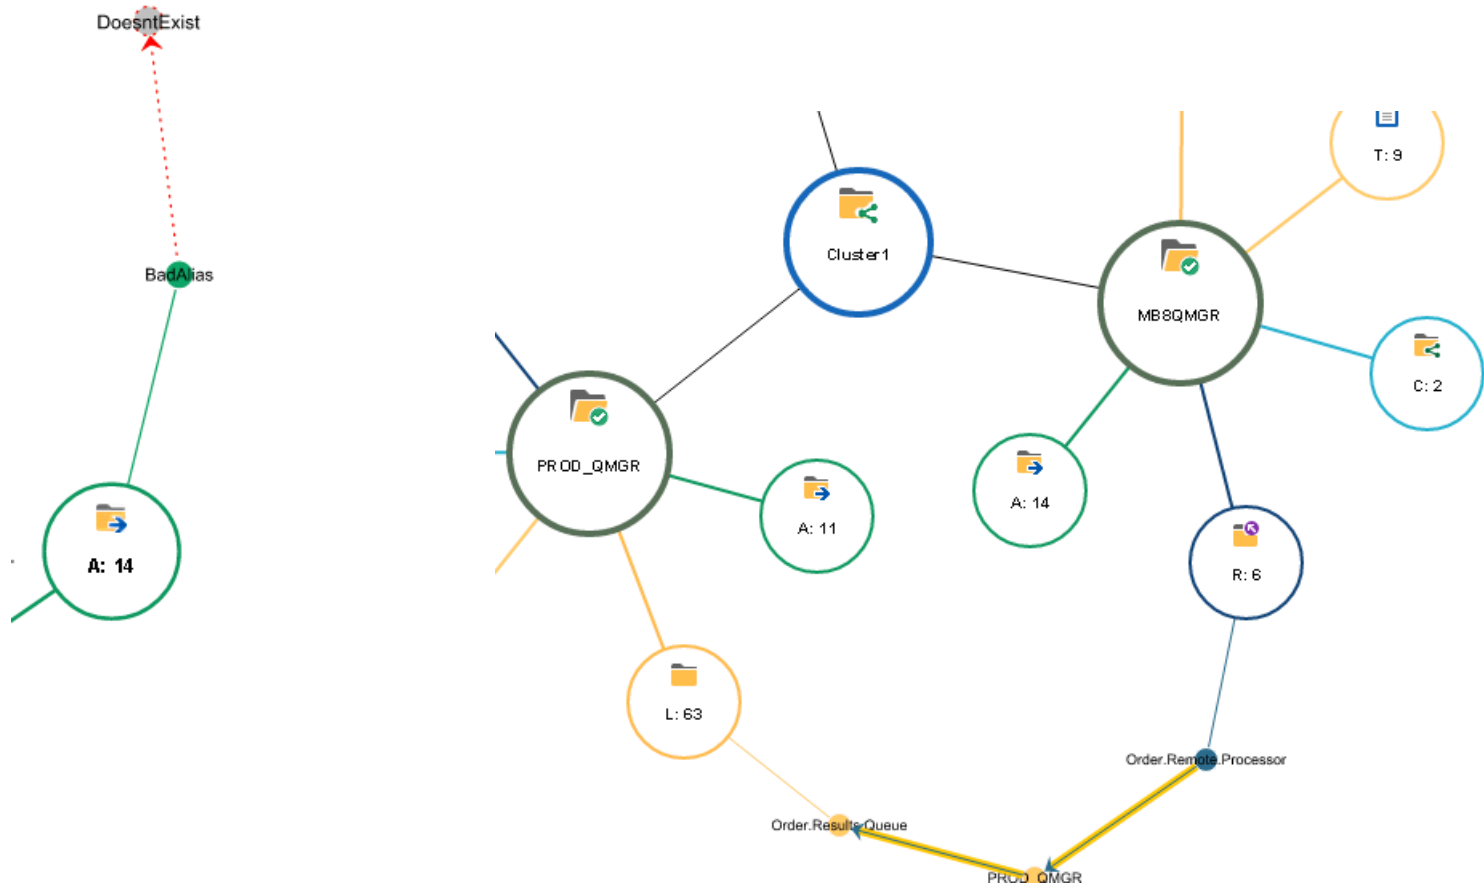 DoesntExist
BadAlias
A: 14
Cluster1
T: 9
MB8QMGR
C: 2
PROD_QMGR
A: 11
A: 14
R: 6
L: 63
Order.Remote.Processor
Order.Results.Queue
PROD_QMGR